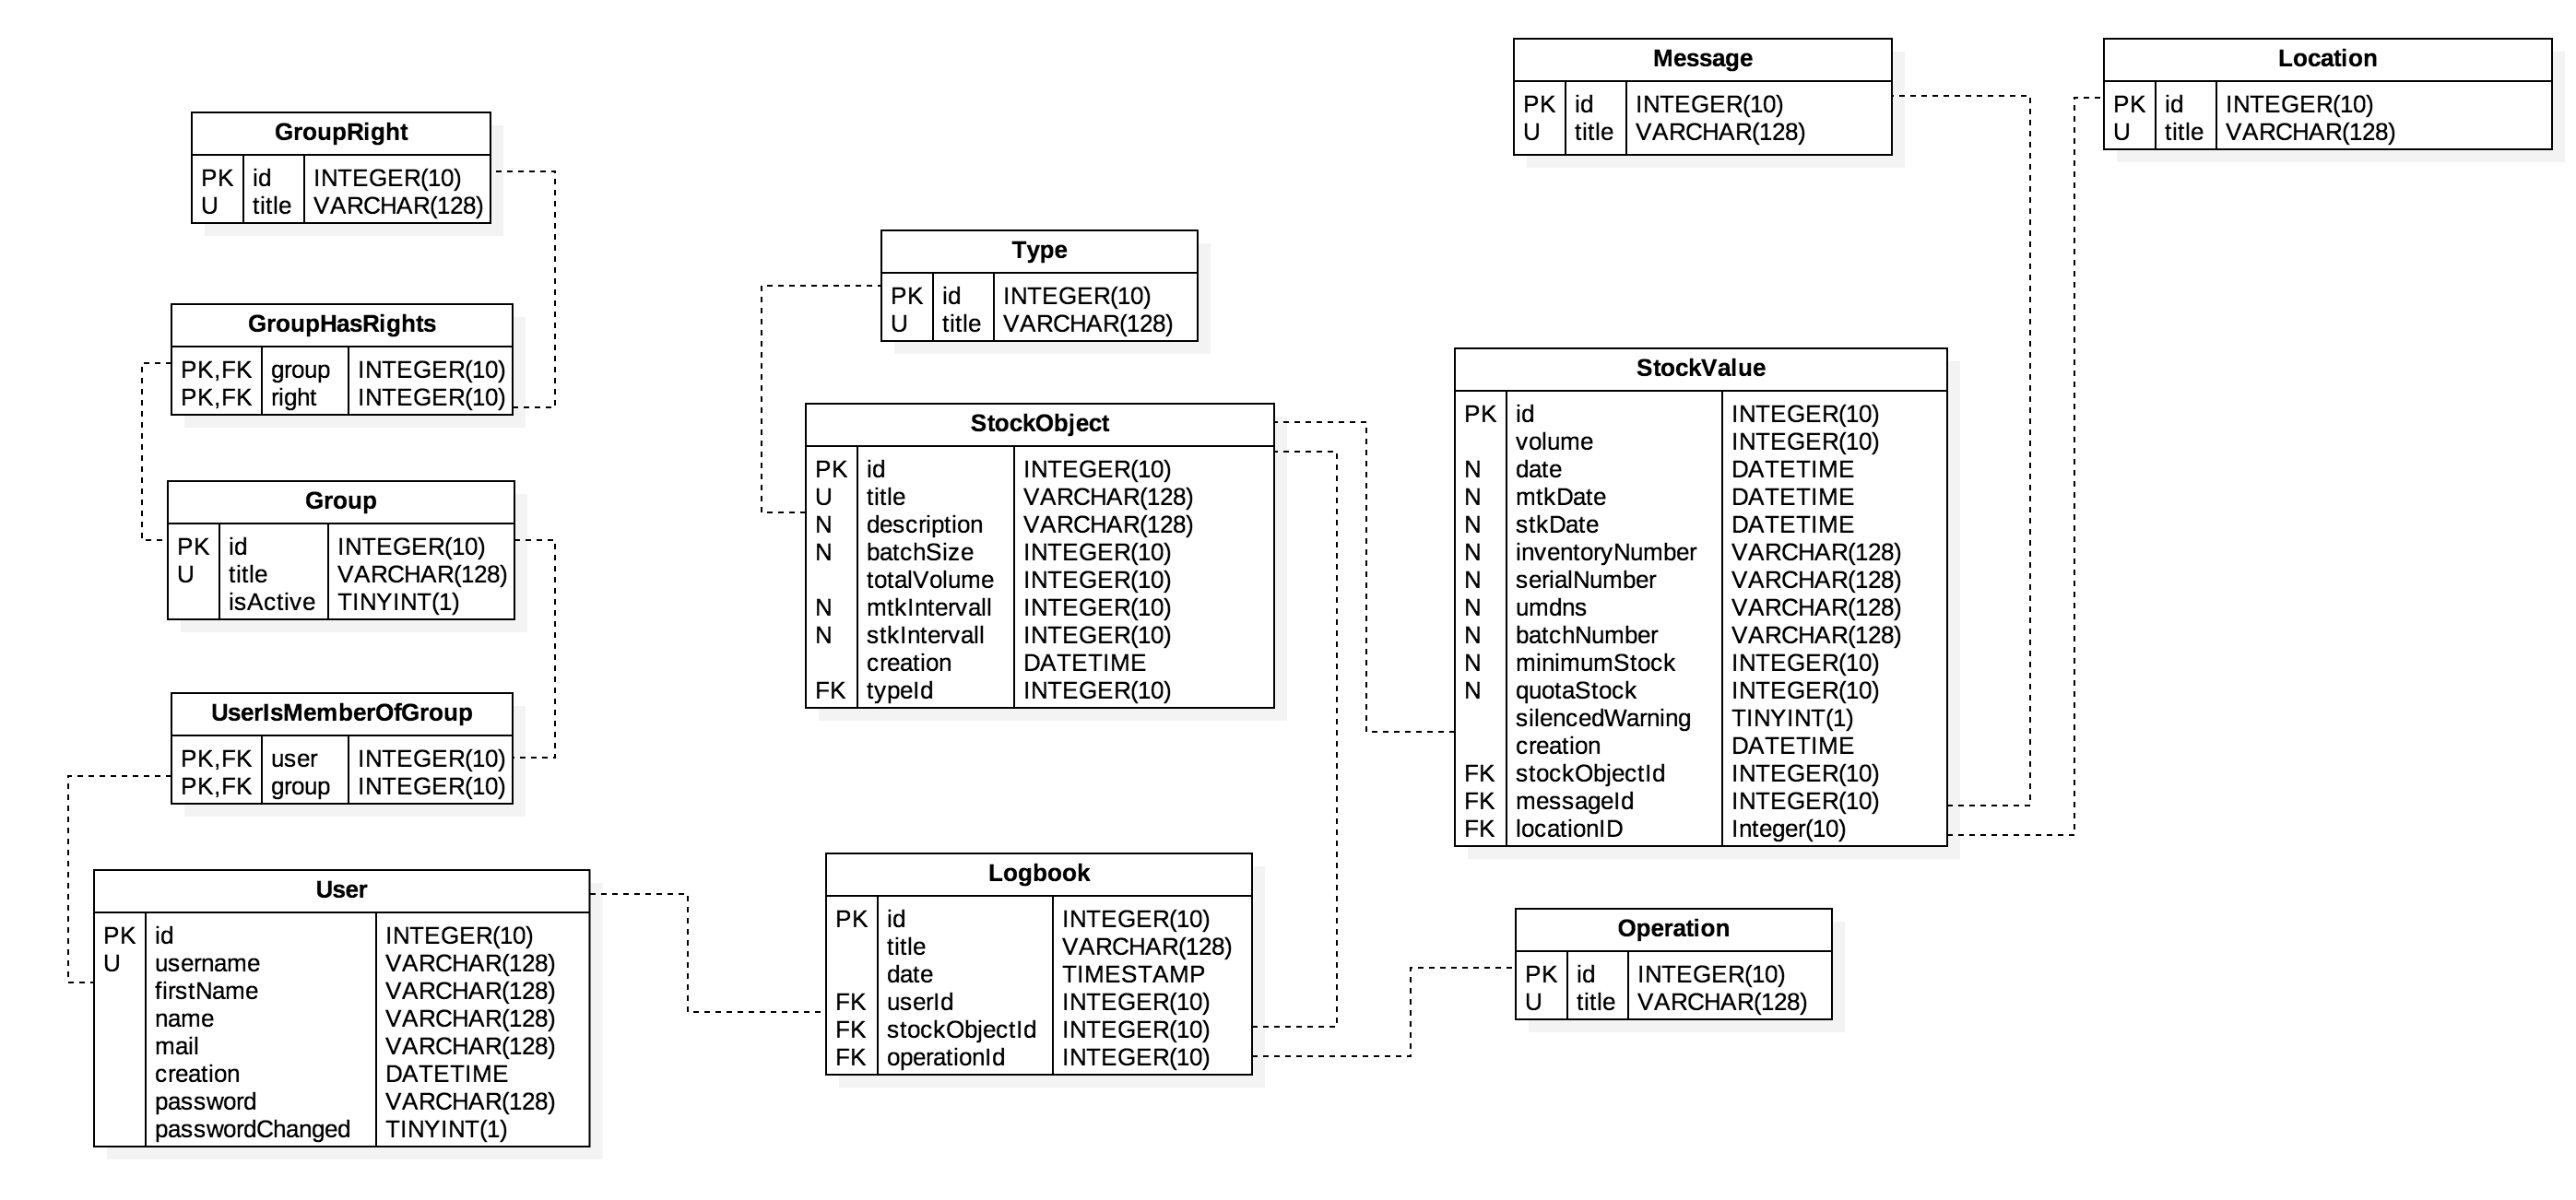 GroupRight
PK id INTEGER(10)
U title VARCHAR(128)
GroupHasRights
PK,FK group INTEGER(10)
PK,FK right INTEGER(10)
Group
PK id INTEGER(10)
U title VARCHAR(128)
isActive TINYINT(1)
UserIsMemberOfGroup
PK,FK user INTEGER(10)
PK,FK group INTEGER(10)
User
PK id INTEGER(10)
U username VARCHAR(128)
firstName VARCHAR(128)
name VARCHAR(128)
mail VARCHAR(128)
creation DATETIME
password VARCHAR(128)
passwordChanged TINYINT(1)
Type
PK id INTEGER(10)
U title VARCHAR(128)
StockObject
PK id INTEGER(10)
U title VARCHAR(128)
N description VARCHAR(128)
N batchSize INTEGER(10)
totalVolume INTEGER(10)
N mtkIntervall INTEGER(10)
N stkIntervall INTEGER(10)
creation DATETIME
FK typeId INTEGER(10)
Logbook
PK id INTEGER(10)
title VARCHAR(128)
date TIMESTAMP
FK userId INTEGER(10)
FK stockObjectId INTEGER(10)
FK operationId INTEGER(10)
Message
PK id INTEGER(10)
U title VARCHAR(128)
Location
PK id INTEGER(10)
U title VARCHAR(128)
StockValue
PK id INTEGER(10)
volume INTEGER(10)
N date DATETIME
N mtkDate DATETIME
N stkDate DATETIME
N inventoryNumber VARCHAR(128)
N serialNumber VARCHAR(128)
N umdns VARCHAR(128)
N batchNumber VARCHAR(128)
N minimumStock INTEGER(10)
N quotaStock INTEGER(10)
silencedWarning TINYINT(1)
creation DATETIME
FK stockObjectId INTEGER(10)
FK messageId INTEGER(10)
FK locationID Integer(10)
Operation
PK id INTEGER(10)
U title VARCHAR(128)